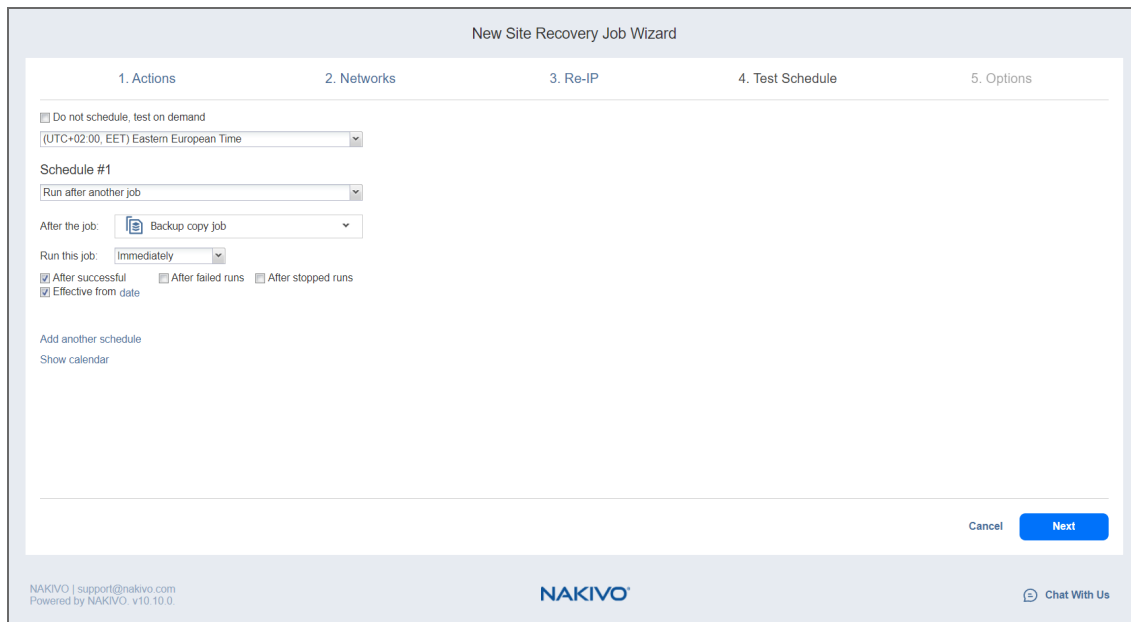 New Site Recovery Job Wizard
1. Actions 2. Networks 3. Re-IP 4. Test Schedule 5. Options
Do not schedule, test on demand
(UTC+02:00, EET) Eastern European Time
Schedule #1
Run after another job
After the job: Backup copy job
Run this job: Immediately
After successful After failed runs After stopped runs
Effective from date
Add another schedule
Show calendar
Cancel Next
NAKIVO | support@nakivo.com
Powered by NAKIVO. v10.10.0.
NAKIVO®
Chat With Us